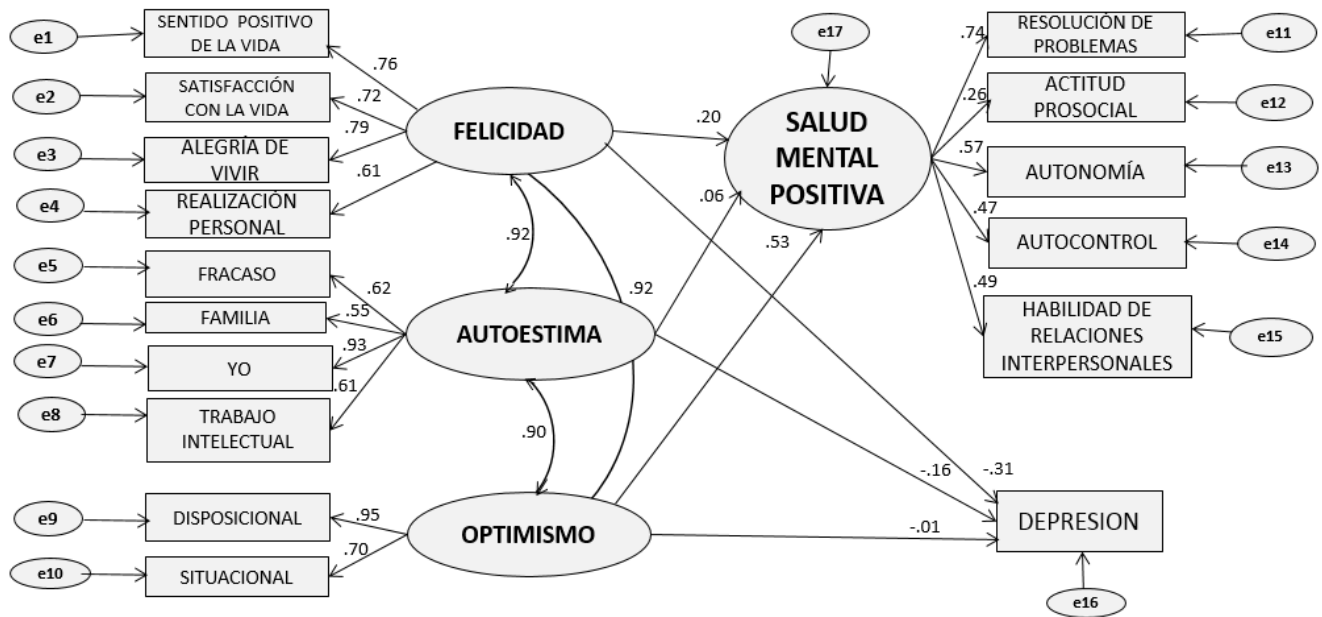 e1
SENTIDO POSITIVO
DE LA VIDA
e2
SATISFACCIÓN
CON LA VIDA
e3
ALEGRÍA DE
VIVIR
e4
REALIZACIÓN
PERSONAL
e5
FRACASO
e6
FAMILIA
e7
YO
e8
TRABAJO
INTELECTUAL
e9
DISPOSICIONAL
e10
SITUACIONAL
.76
.72
.79
.61
.62
.55
.93
.61
.95
.70
FELICIDAD
.92
AUTOESTIMA
.92
.90
OPTIMISMO
.20
.06
.53
-.16
-.31
-.01
e17
SALUD
MENTAL
POSITIVA
.74
.26
.57
.47
.49
RESOLUCIÓN DE
PROBLEMAS
e11
ACTITUD
PROSOCIAL
e12
AUTONOMÍA
e13
AUTOCONTROL
e14
HABILIDAD DE
RELACIONES
INTERPERSONALES
e15
DEPRESION
e16